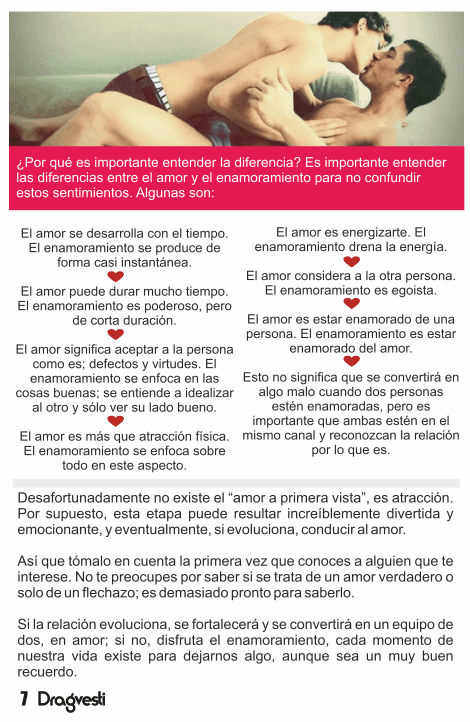 ¿Por qué es importante entender la diferencia? Es importante entender
las diferencias entre el amor y el enamoramiento para no confundir
estos sentimientos. Algunas son:
El amor se desarrolla con el tiempo.
El enamoramiento se produce de
forma casi instantánea.
El amor puede durar mucho tiempo.
El enamoramiento es poderoso, pero
de corta duración.
El amor significa aceptar a la persona
como es; defectos y virtudes. El
enamoramiento se enfoca en las
cosas buenas; se entiende a idealizar
al otro y sólo ver su lado bueno.
El amor es más que atracción física.
El enamoramiento se enfoca sobre
todo en este aspecto.
El amor es energizarte. El
enamoramiento drena la energía.
El amor considera a la otra persona.
El enamoramiento es egoista.
El amor es estar enamorado de una
persona. El enamoramiento es estar
enamorado del amor.
Esto no significa que se convertirá en
algo malo cuando dos personas
estén enamoradas, pero es
importante que ambas estén en el
mismo canal y reconozcan la relación
por lo que es.
Desafortunadamente no existe el “amor a primera vista”, es atracción.
Por supuesto, esta etapa puede resultar increíblemente divertida y
emocionante, y eventualmente, si evoluciona, conducir al amor.
Así que tómalo en cuenta la primera vez que conoces a alguien que te
interese. No te preocupes por saber si se trata de un amor verdadero o
solo de un flechazo; es demasiado pronto para saberlo.
Si la relación evoluciona, se fortalecerá y se convertirá en un equipo de
dos, en amor; si no, disfruta el enamoramiento, cada momento de
nuestra vida existe para dejarnos algo, aunque sea un muy buen
recuerdo.
7 Dragvesti